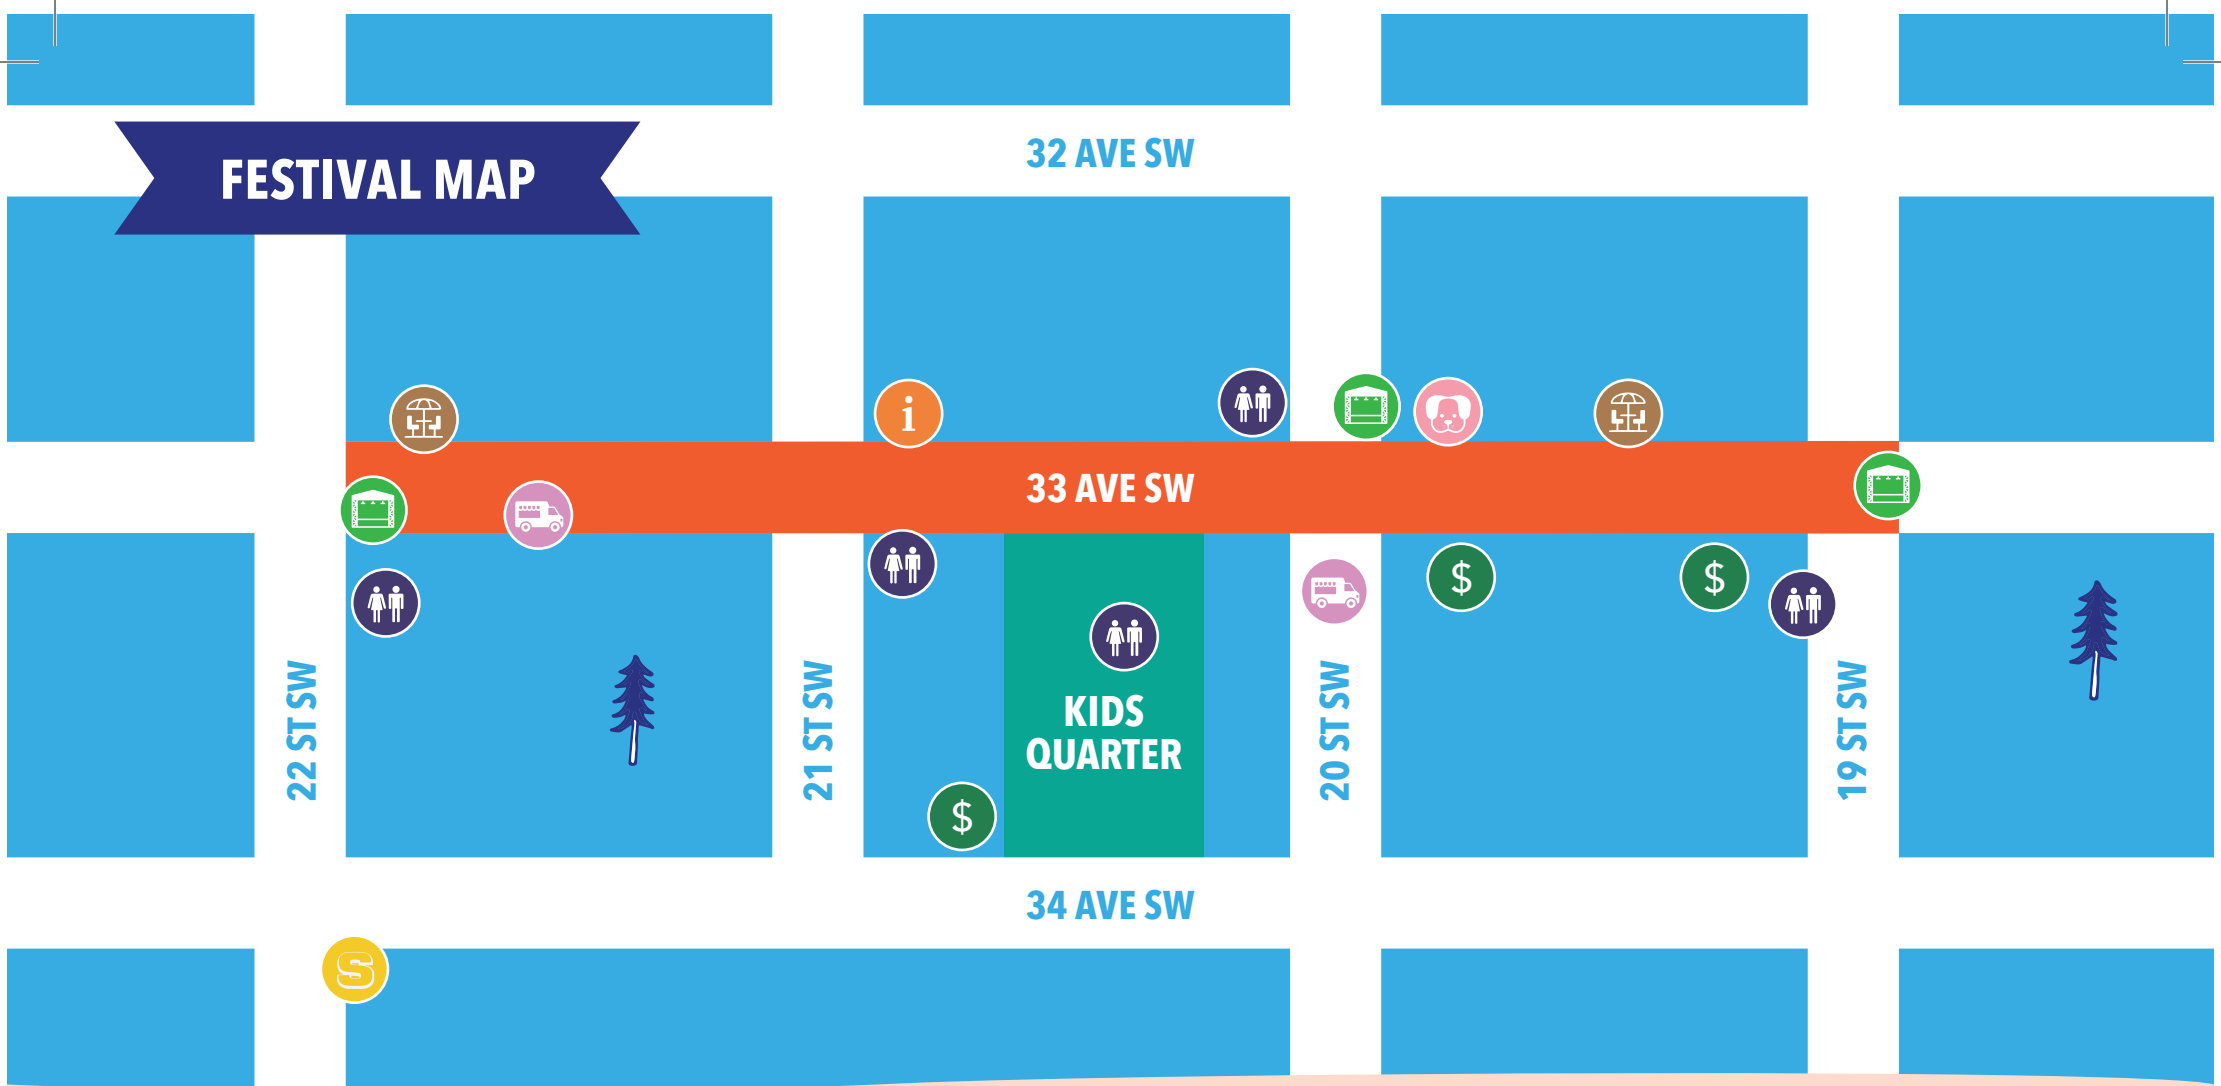 32 AVE SW
FESTIVAL MAP
i
33 AVE SW
$
$
KIDS
QUARTER
22 ST SW
21 ST SW
20 ST SW
19 ST SW
$
34 AVE SW
S